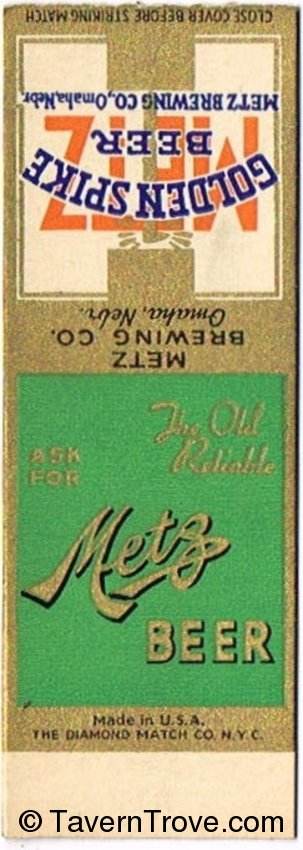 CLOSE COVER BEFORE STRIKING MATCH
METZ
GOLDEN SPIKE
BEER
METZ BREWING CO., Omaha, Nebr.
METZ
BREWING CO.
Omaha, Nebr.
The Old
Reliable
ASK
FOR
Metz
BEER
Made in U.S.A.
THE DIAMOND MATCH CO. N.Y.C.
© TavernTrove.com